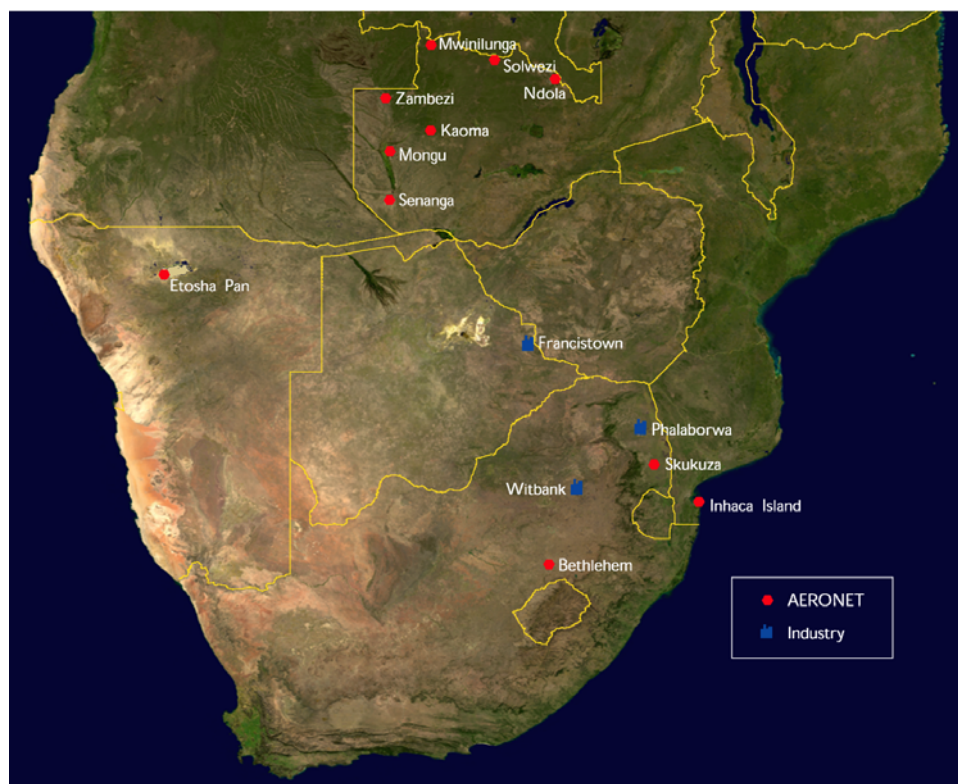 Mwinilunga
Solwezi
Ndola
Zambezi
Kaoma
Mongu
Senanga
Etosha Pan
Francistown
Phalaborwa
Skukuza
Witbank
Inhaca Island
Bethlehem
AERONET
Industry